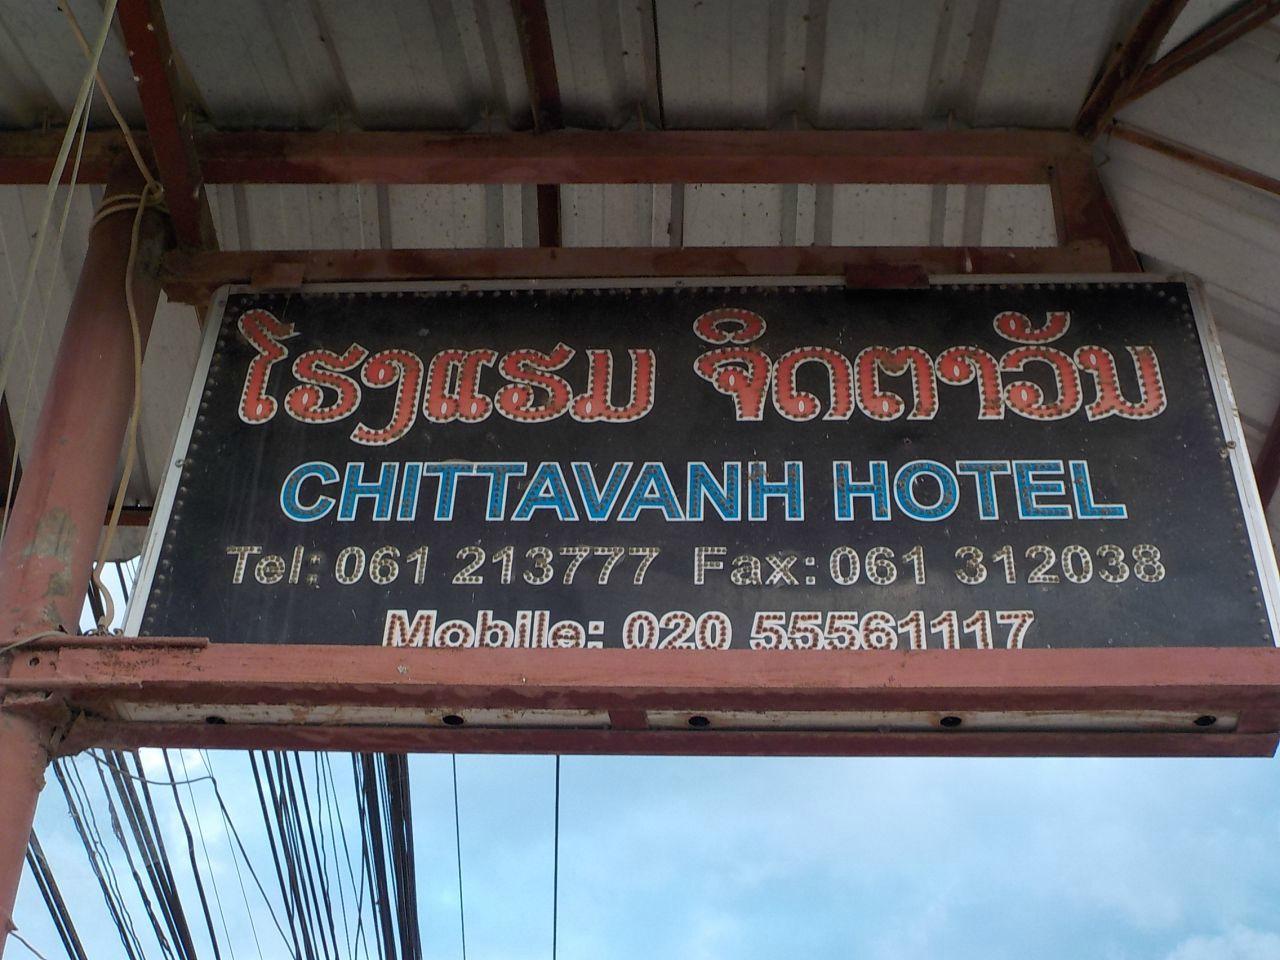 ໂຮງແຮມ ຈິດຕາວັນ
CHITTAVANH HOTEL
Tel: 061 213777 Fax: 061 312038
Mobile: 020 55561117